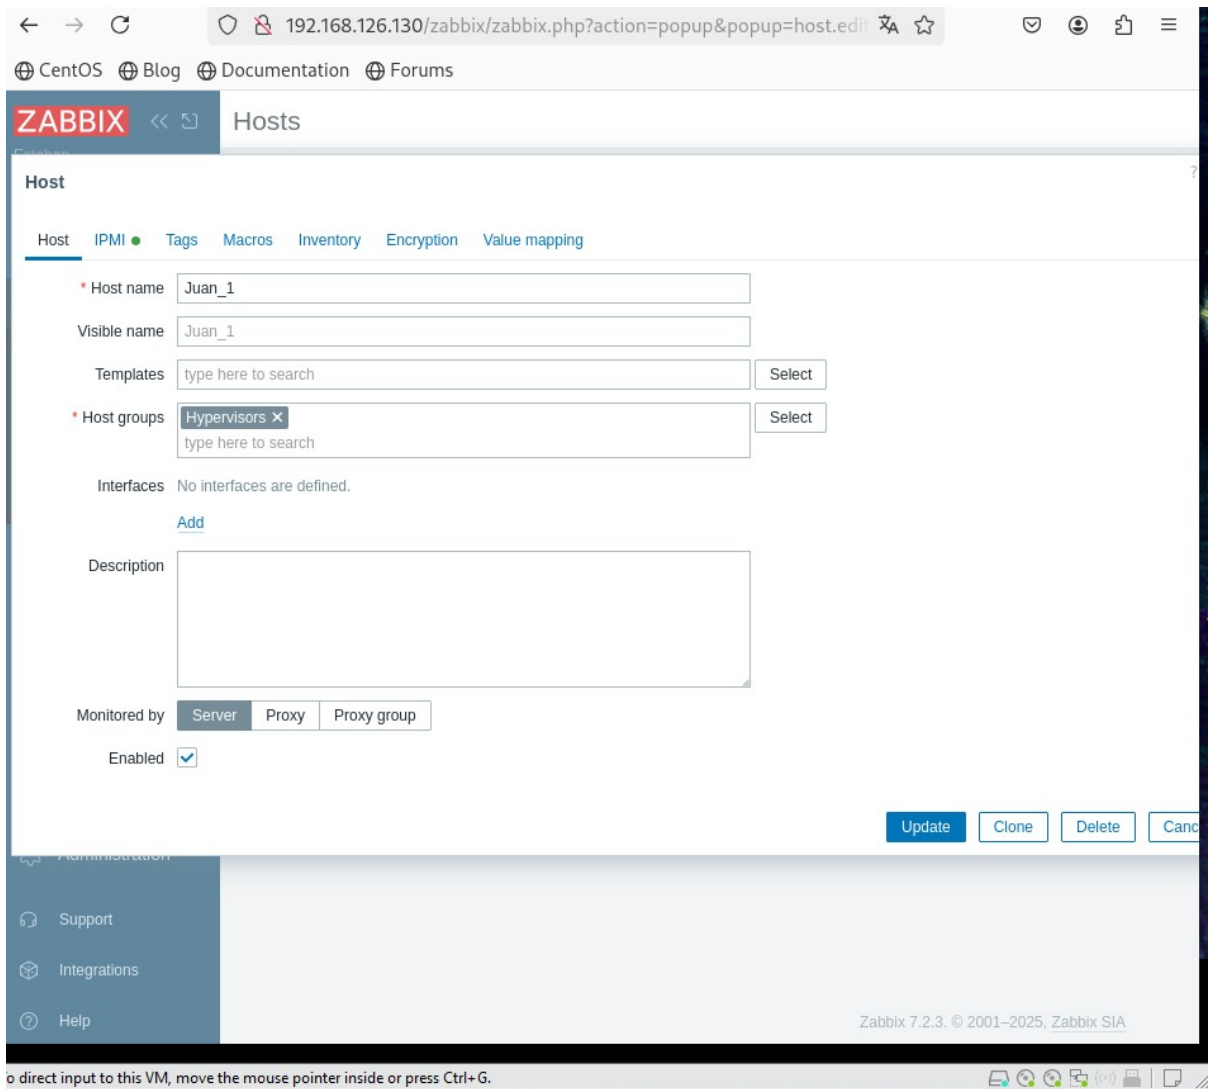 192.168.126.130/zabbix/zabbix.php?action=popup&popup=host.edi
CentOS Blog Documentation Forums
ZABBIX Hosts
Host
?
Host IPMI Tags Macros Inventory Encryption Value mapping
* Host name Juan_1
Visible name Juan_1
Templates type here to search Select
* Host groups Hypervisors Select
type here to search
Interfaces No interfaces are defined.
Add
Description
Monitored by Server Proxy Proxy group
Enabled
Update Clone Delete Canc
Administration
Support
Integrations
Help
Zabbix 7.2.3. © 2001–2025, Zabbix SIA
o direct input to this VM, move the mouse pointer inside or press Ctrl+G.